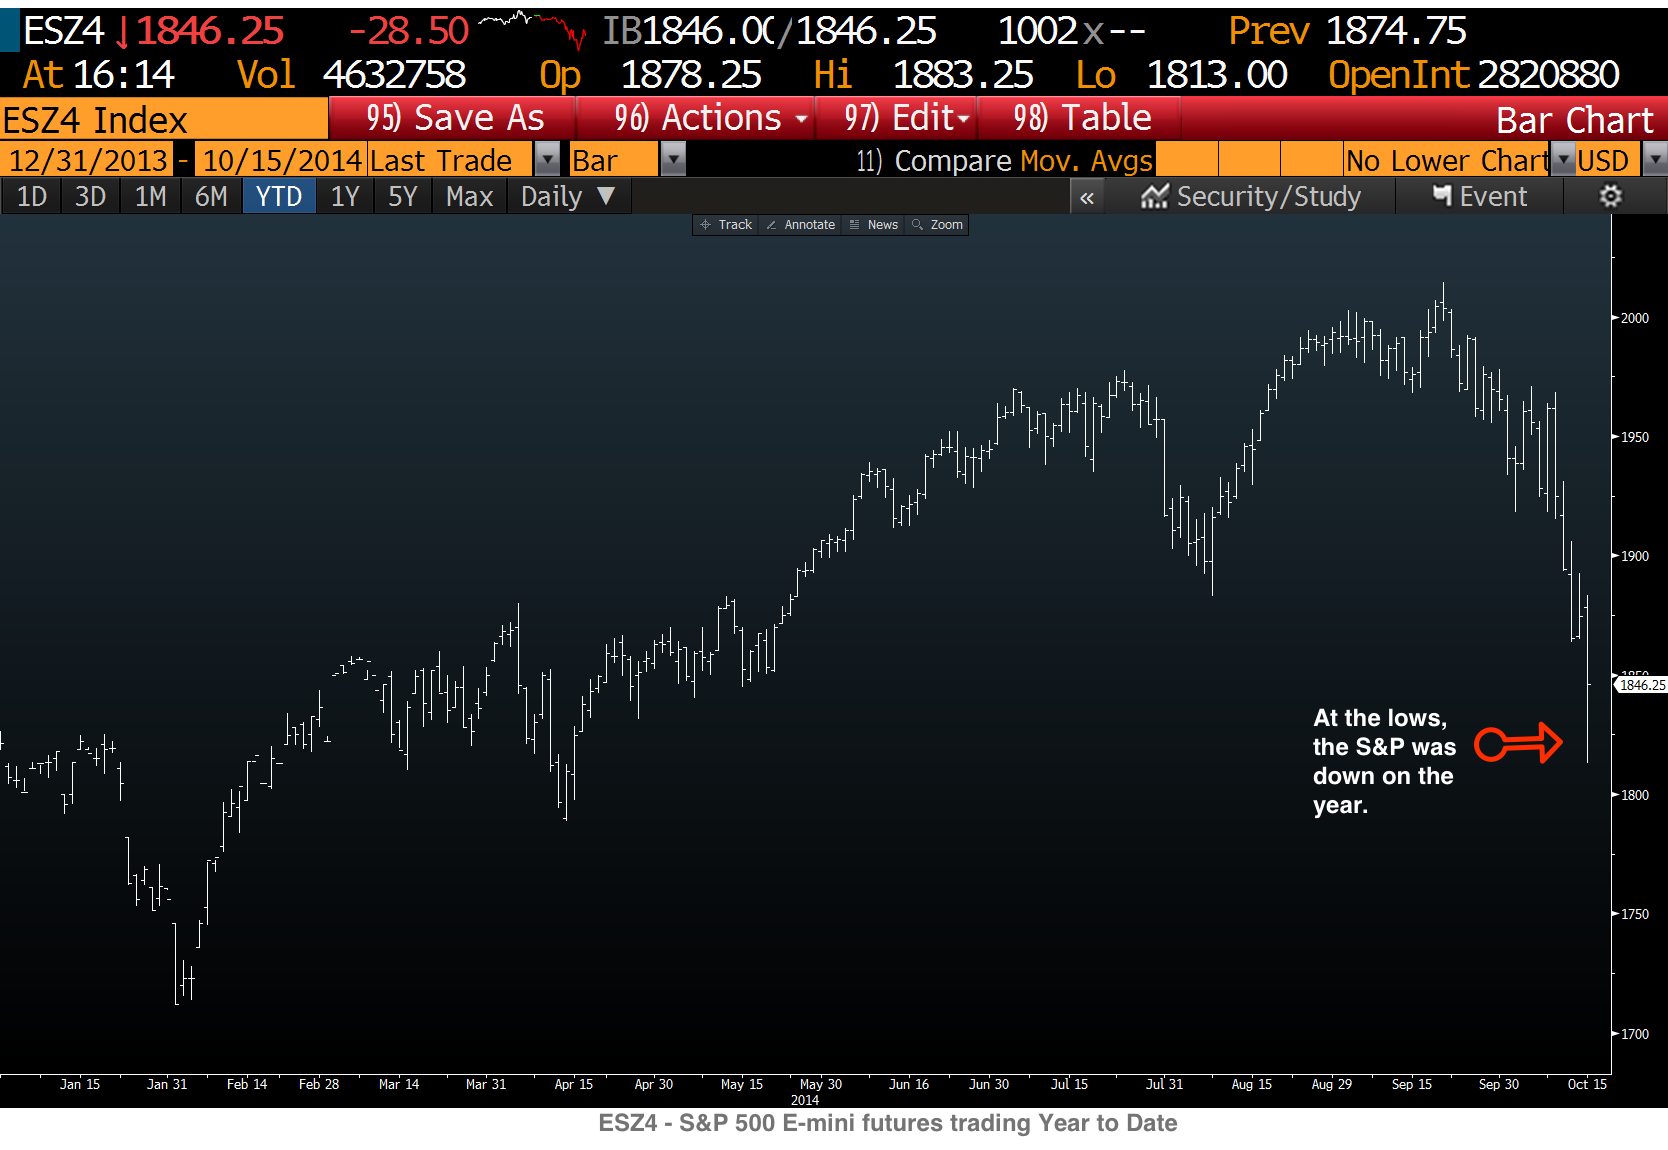 ESZ4 ↓1846.25 -28.50 IB1846.00/1846.25 1002x-- Prev 1874.75
At 16:14 Vol 4632758 Op 1878.25 Hi 1883.25 Lo 1813.00 OpenInt 2820880
ESZ4 Index 95) Save As 96) Actions 97) Edit 98) Table Bar Chart
12/31/2013 - 10/15/2014 Last Trade Bar 11) Compare Mov. Avgs No Lower Chart USD
1D 3D 1M 6M YTD 1Y 5Y Max Daily ▼ « Security/Study Event
Track Annotate News Zoom
2000
1950
1900
1850
1846.25
At the lows,
the S&P was
down on the
year.
1800
1750
1700
Jan 15 Jan 31 Feb 14 Feb 28 Mar 14 Mar 31 Apr 15 Apr 30 May 15 May 30 Jun 16 Jun 30 Jul 15 Jul 31 Aug 15 Aug 29 Sep 15 Sep 30 Oct 15
2014
ESZ4 - S&P 500 E-mini futures trading Year to Date